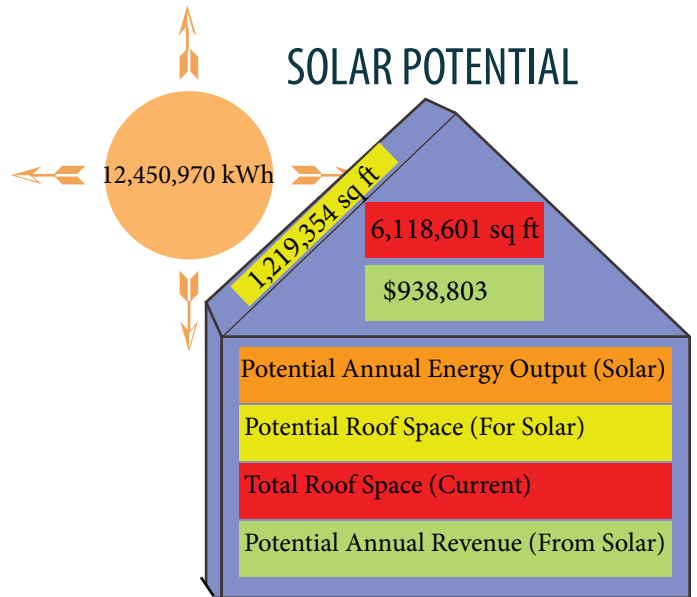 SOLAR POTENTIAL
12,450,970 kWh
1,219,354 sq ft
6,118,601 sq ft
$938,803
Potential Annual Energy Output (Solar)
Potential Roof Space (For Solar)
Total Roof Space (Current)
Potential Annual Revenue (From Solar)